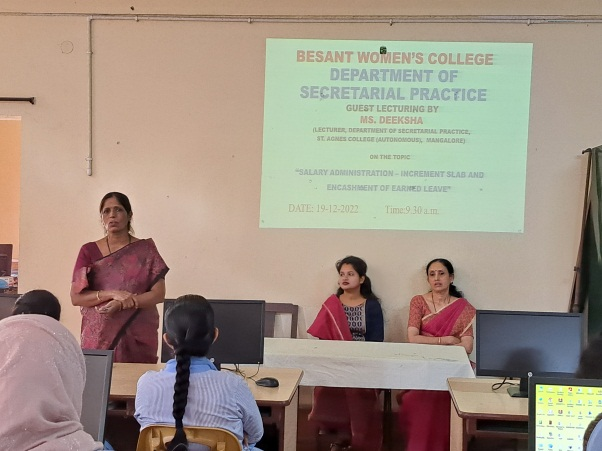 BESANT WOMEN'S COLLEGE
DEPARTMENT OF
SECRETARIAL PRACTICE
GUEST LECTURING BY
MS. DEEKSHA
(LECTURER, DEPARTMENT OF SECRETARIAL PRACTICE,
ST. AGNES COLLEGE (AUTONOMOUS), MANGALORE)
ON THE TOPIC
"SALARY ADMINISTRATION – INCREMENT SLAB AND
ENCASHMENT OF EARNED LEAVE"
DATE: 19-12-2022 Time:9.30 a.m.